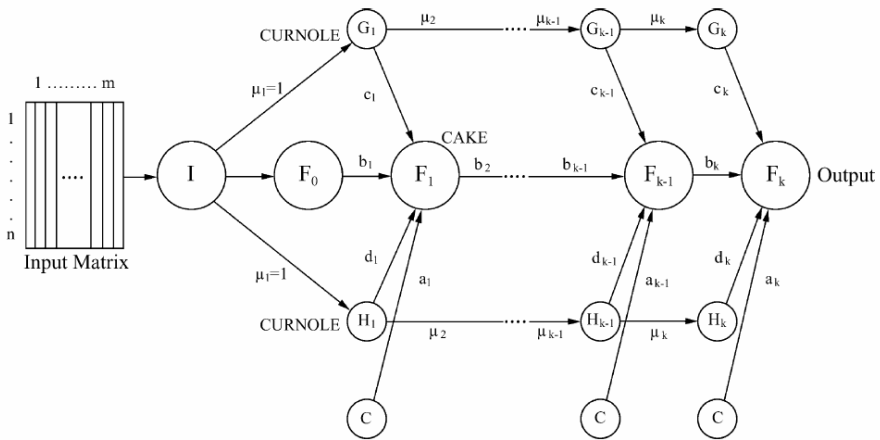 G₁ μ₂ ..... μₖ₋₁ Gₖ₋₁ μₖ Gₖ
CURNOLE
1 ......... m
μ₁=1 c₁ cₖ₋₁ cₖ
1
.
.
.
.
.
.
n
CAKE
I F₀ b₁ F₁ b₂ ..... bₖ₋₁ Fₖ₋₁ bₖ Fₖ Output
....
Input Matrix
μ₁=1 d₁ a₁ dₖ₋₁ aₖ₋₁ dₖ aₖ
CURNOLE
H₁ μ₂ ..... μₖ₋₁ Hₖ₋₁ μₖ Hₖ
C C C